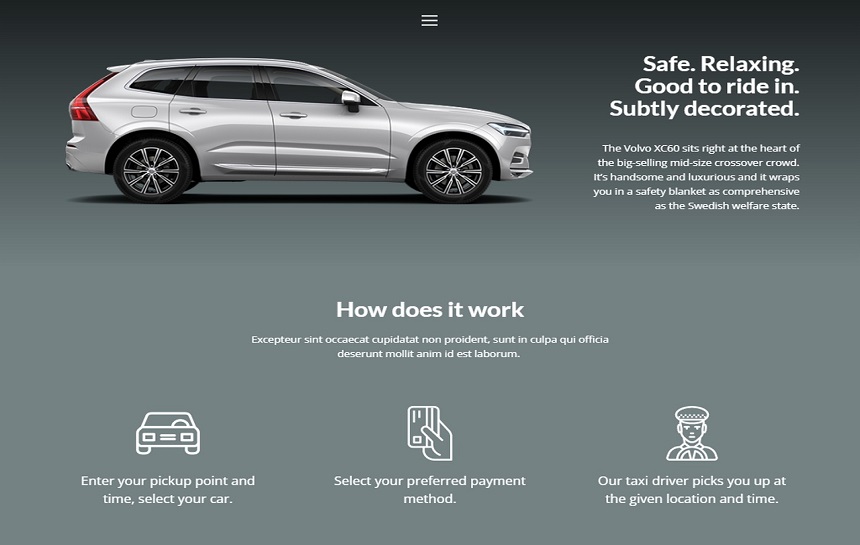 Safe. Relaxing.
Good to ride in.
Subtly decorated.
The Volvo XC60 sits right at the heart of
the big-selling mid-size crossover crowd.
It's handsome and luxurious and it wraps
you in a safety blanket as comprehensive
as the Swedish welfare state.
How does it work
Excepteur sint occaecat cupidatat non proident, sunt in culpa qui officia
deserunt mollit anim id est laborum.
Enter your pickup point and
time, select your car.
Select your preferred payment
method.
Our taxi driver picks you up at
the given location and time.